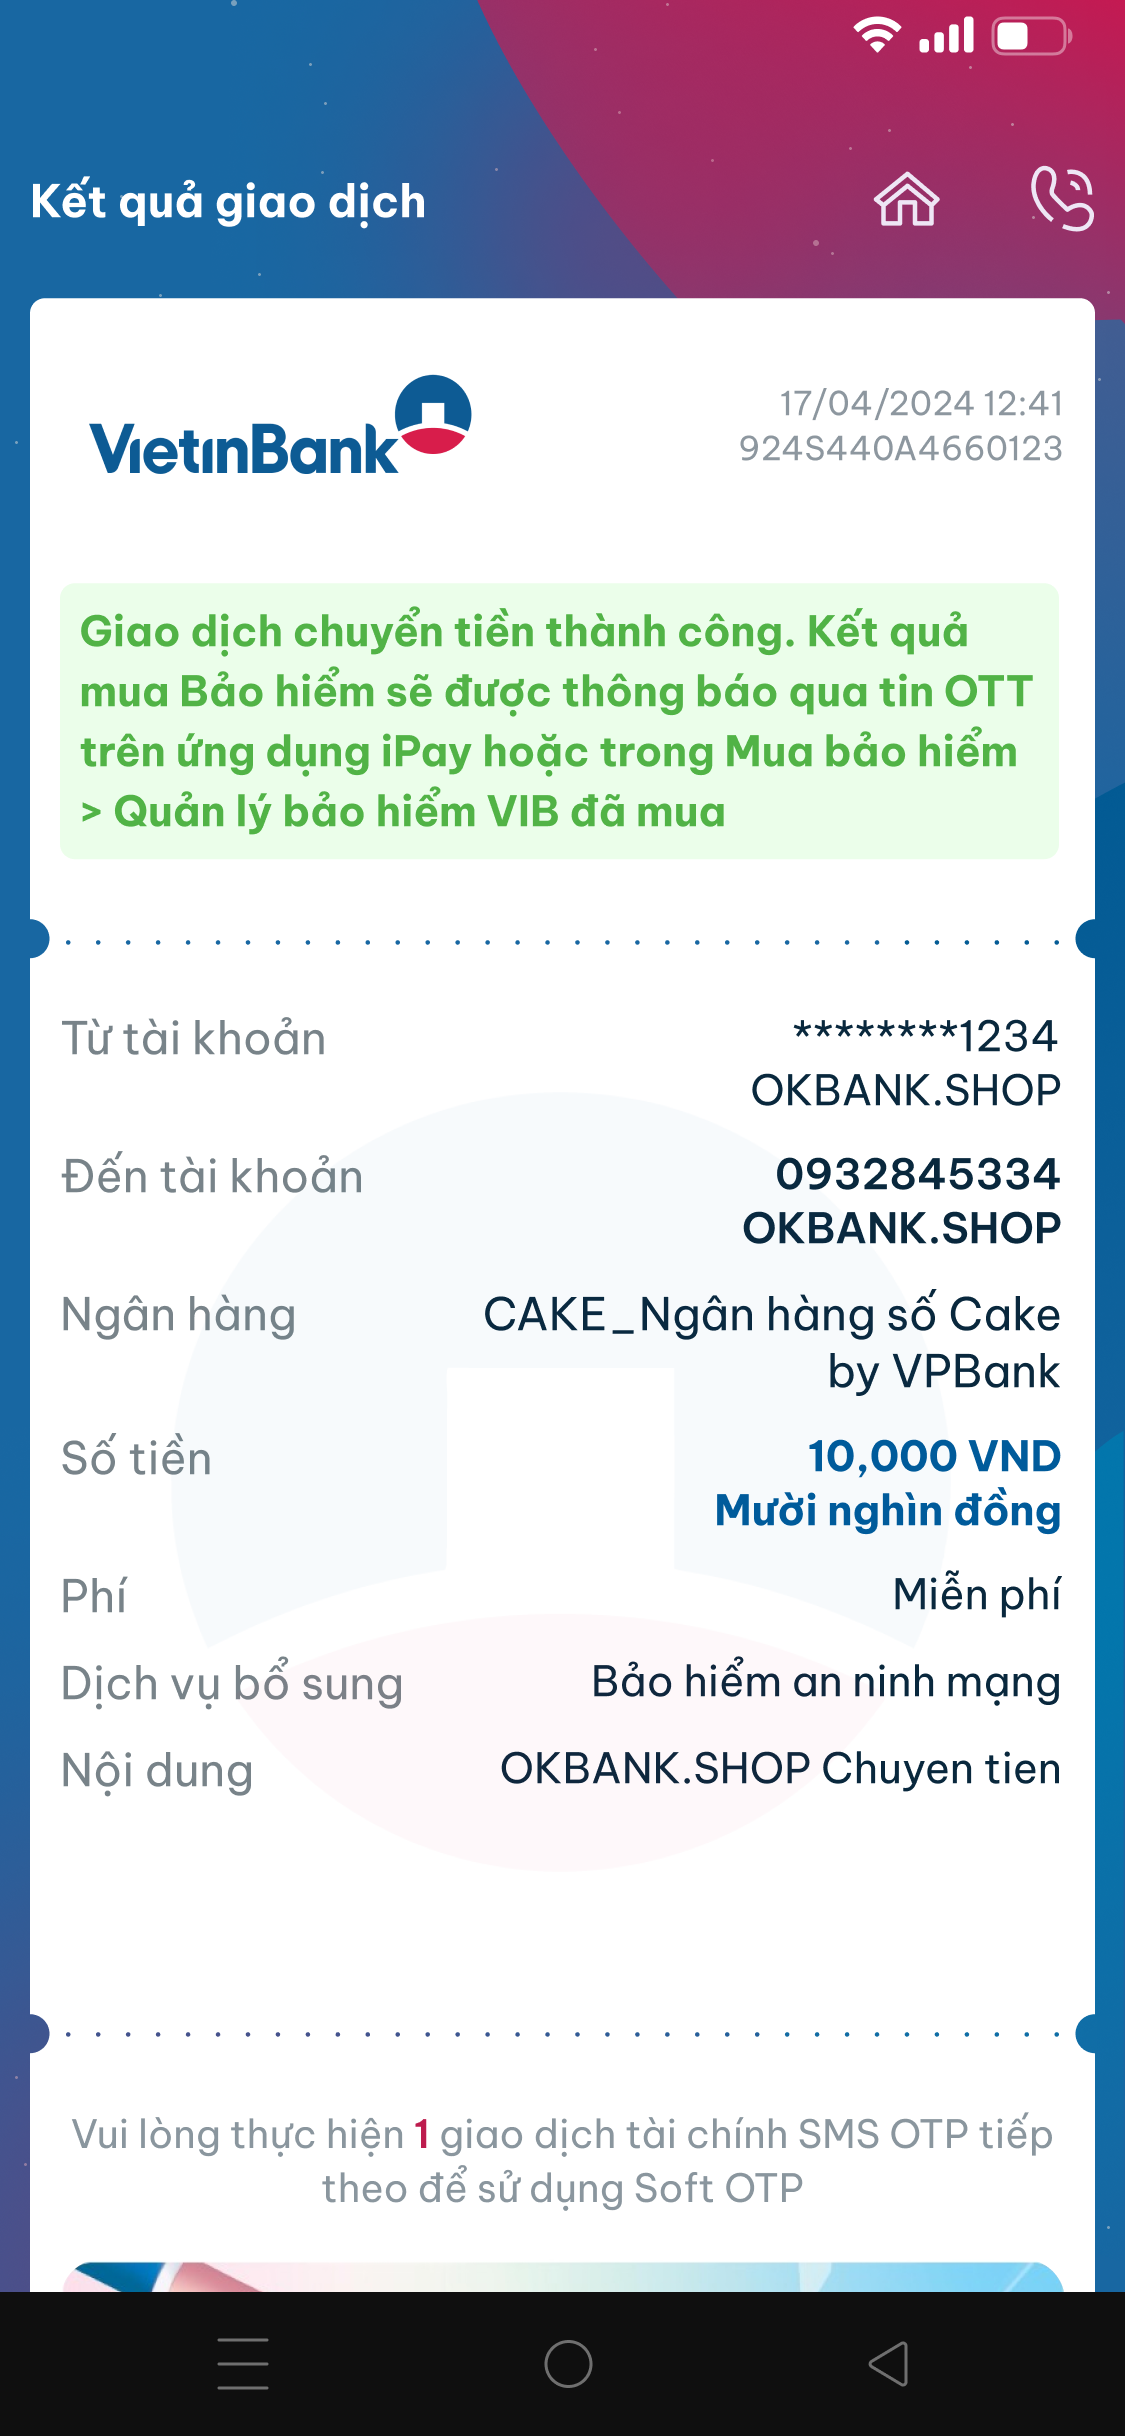 Kết quả giao dịch
VietinBank
17/04/2024 12:41
924S440A4660123
Giao dịch chuyển tiền thành công. Kết quả
mua Bảo hiểm sẽ được thông báo qua tin OTT
trên ứng dụng iPay hoặc trong Mua bảo hiểm
> Quản lý bảo hiểm VIB đã mua
Từ tài khoản
********1234
OKBANK.SHOP
Đến tài khoản
0932845334
OKBANK.SHOP
Ngân hàng
CAKE_Ngân hàng số Cake
by VPBank
Số tiền
10,000 VND
Mười nghìn đồng
Phí
Miễn phí
Dịch vụ bổ sung
Bảo hiểm an ninh mạng
Nội dung
OKBANK.SHOP Chuyen tien
Vui lòng thực hiện 1 giao dịch tài chính SMS OTP tiếp
theo để sử dụng Soft OTP